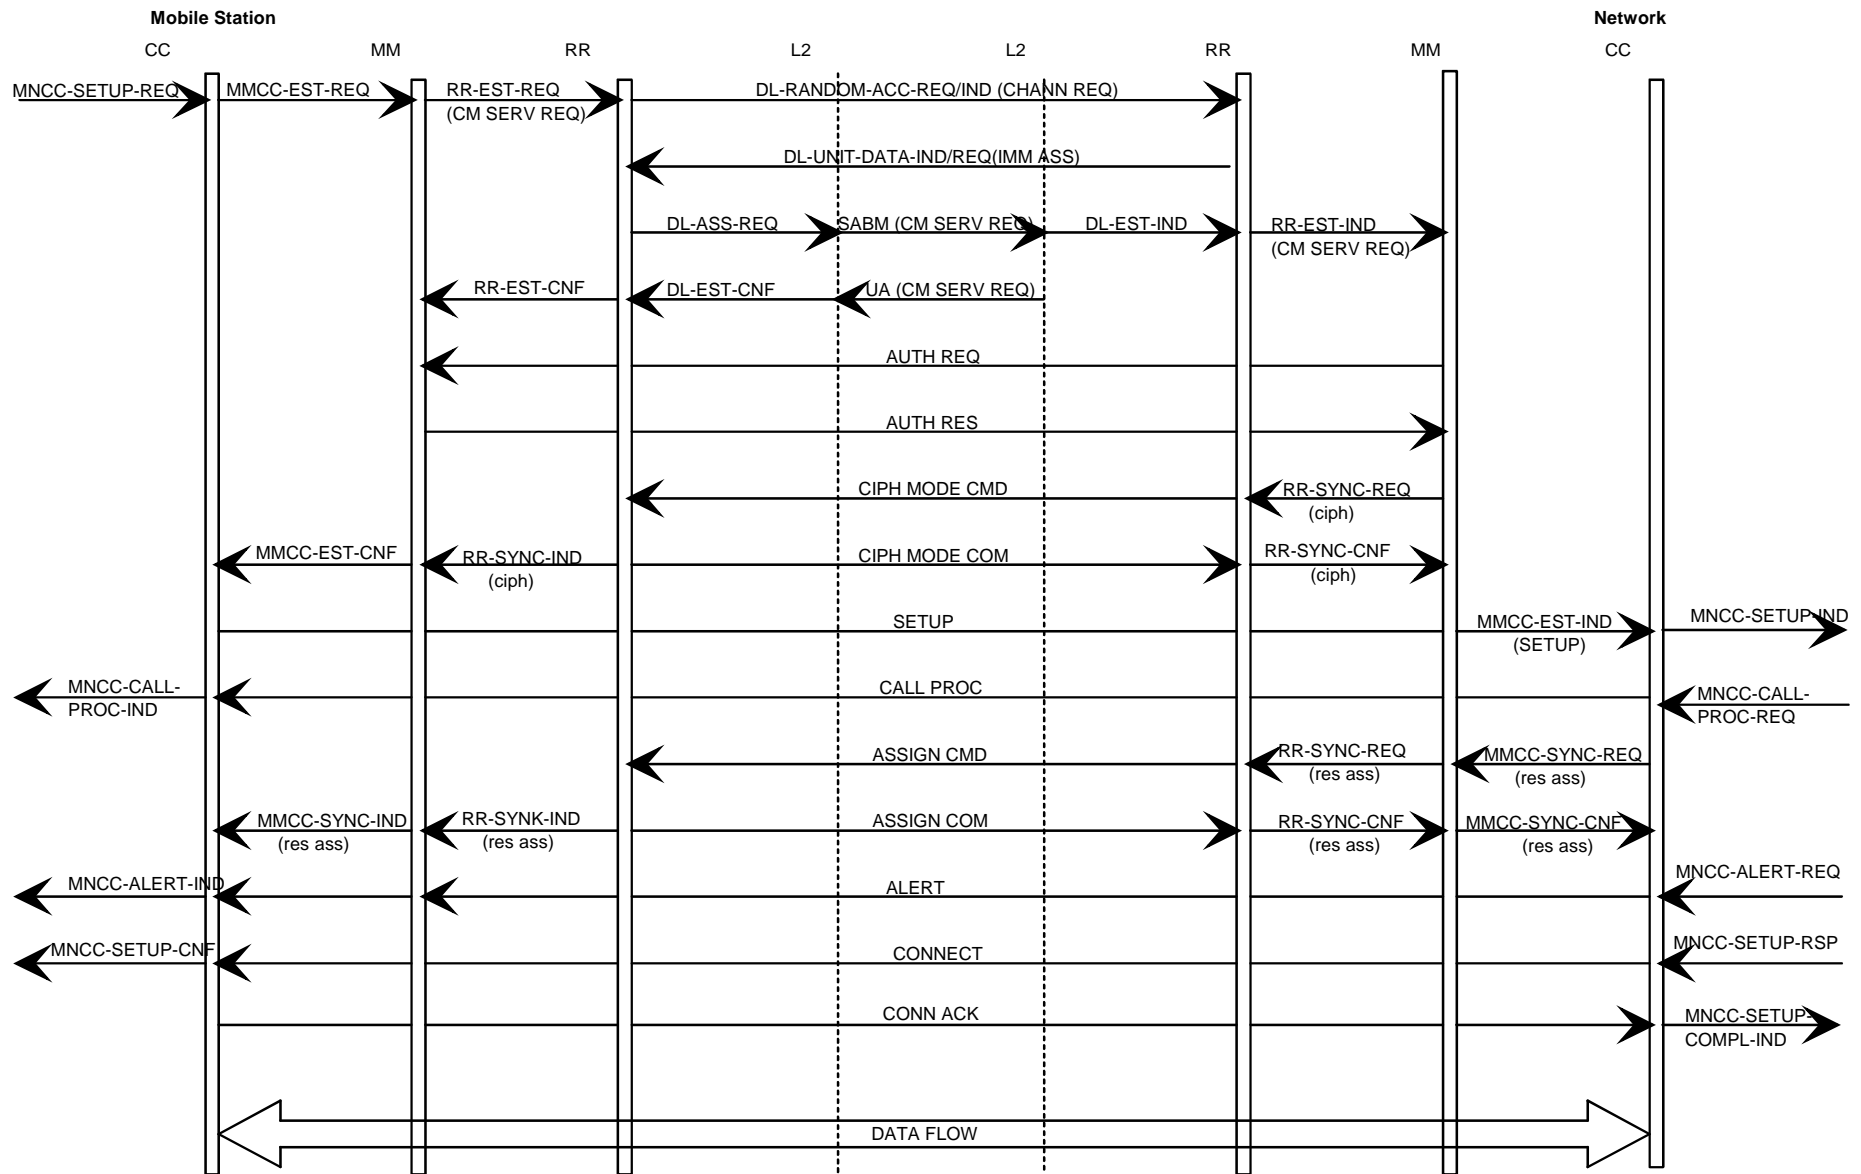 Mobile Station
Network
CC
MM
RR
L2
L2
RR
MM
CC
MNCC-SETUP-REQ
MMCC-EST-REQ
RR-EST-REQ
(CM SERV REQ)
DL-RANDOM-ACC-REQ/IND (CHANN REQ)
DL-UNIT-DATA-IND/REQ(IMM ASS)
DL-ASS-REQ
SABM (CM SERV REQ)
DL-EST-IND
RR-EST-IND
(CM SERV REQ)
RR-EST-CNF
DL-EST-CNF
UA (CM SERV REQ)
AUTH REQ
AUTH RES
CIPH MODE CMD
RR-SYNC-REQ
(ciph)
MMCC-EST-CNF
RR-SYNC-IND
(ciph)
CIPH MODE COM
RR-SYNC-CNF
(ciph)
SETUP
MMCC-EST-IND
(SETUP)
MNCC-SETUP-IND
MNCC-CALL-
PROC-IND
CALL PROC
MNCC-CALL-
PROC-REQ
ASSIGN CMD
RR-SYNC-REQ
(res ass)
MMCC-SYNC-REQ
(res ass)
MMCC-SYNC-IND
(res ass)
RR-SYNK-IND
(res ass)
ASSIGN COM
RR-SYNC-CNF
(res ass)
MMCC-SYNC-CNF
(res ass)
MNCC-ALERT-IND
ALERT
MNCC-ALERT-REQ
MNCC-SETUP-CNF
CONNECT
MNCC-SETUP-RSP
CONN ACK
MNCC-SETUP-
COMPL-IND
DATA FLOW